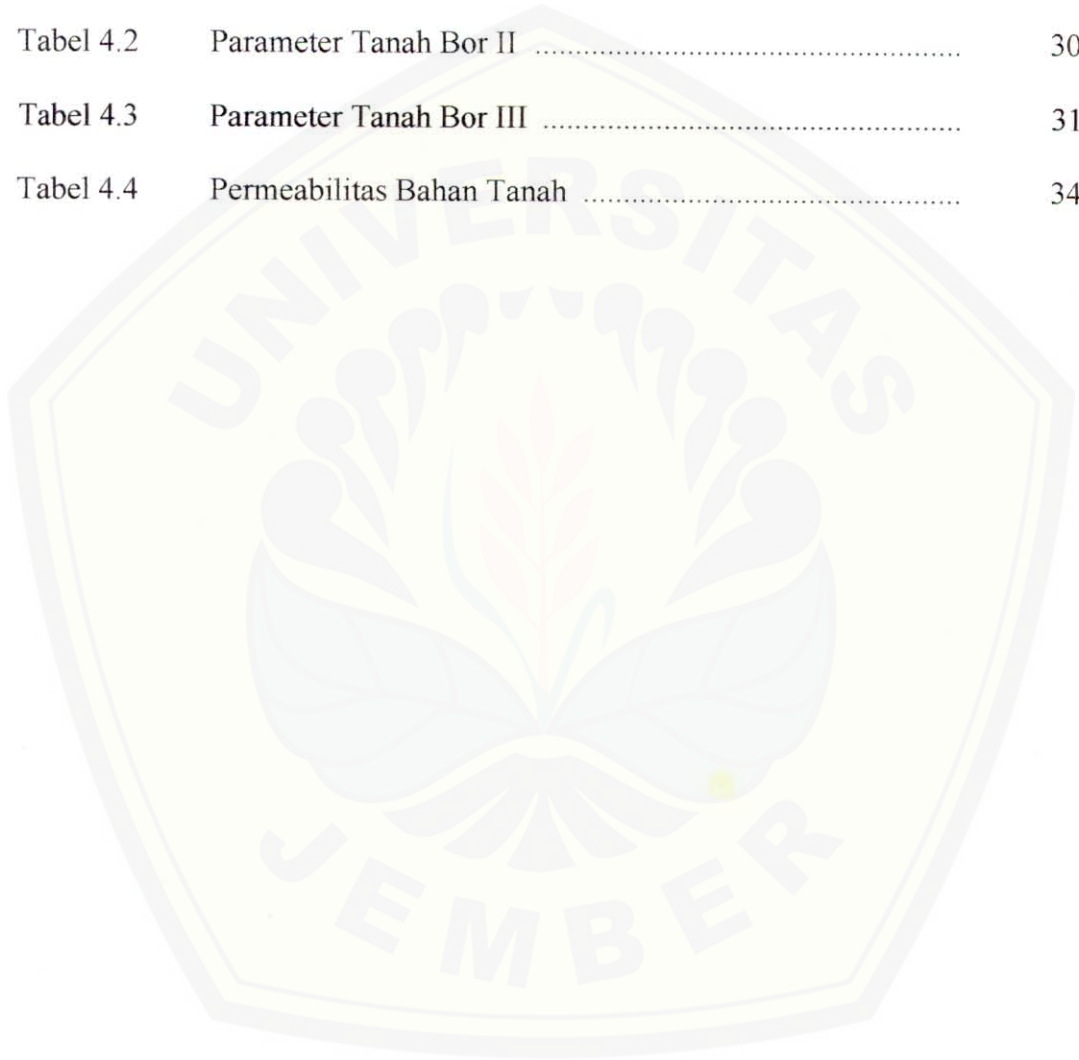 Tabel 4.2 Parameter Tanah Bor II ........................................................ 30
Tabel 4.3 Parameter Tanah Bor III ....................................................... 31
Tabel 4.4 Permeabilitas Bahan Tanah .................................................. 34
UNIVERSITAS
JEMBER